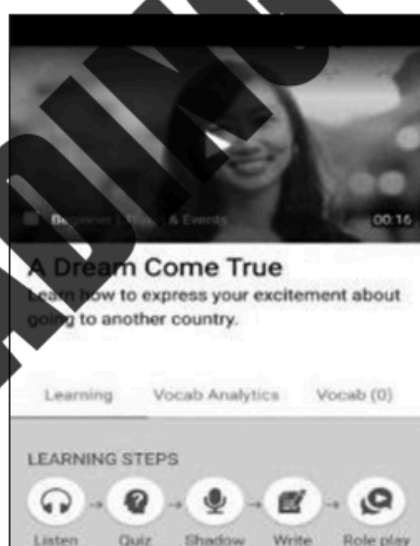 Beginner | Travel & Events 00:16
A Dream Come True
Learn how to express your excitement about
going to another country.
Learning Vocab Analytics Vocab (0)
LEARNING STEPS
Listen Quiz Shadow Write Role play